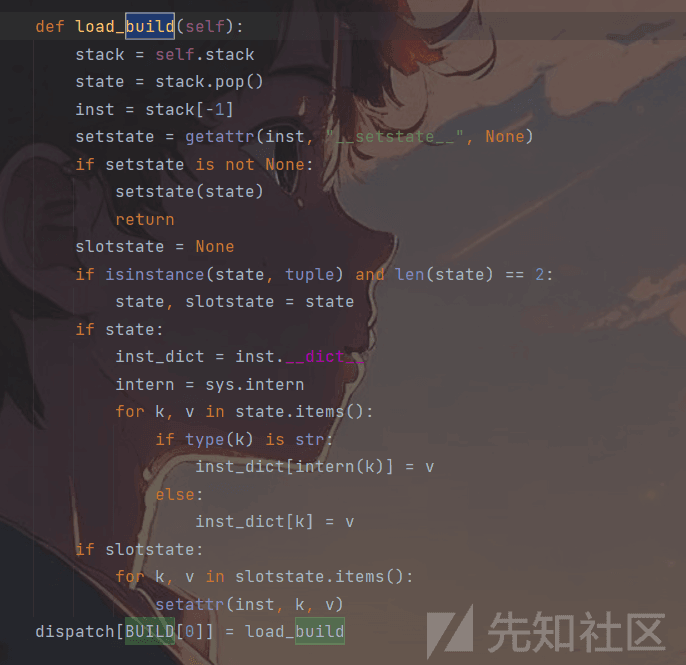 def load_build(self):
    stack = self.stack
    state = stack.pop()
    inst = stack[-1]
    setstate = getattr(inst, "__setstate__", None)
    if setstate is not None:
        setstate(state)
        return
    slotstate = None
    if isinstance(state, tuple) and len(state) == 2:
        state, slotstate = state
    if state:
        inst_dict = inst.__dict__
        intern = sys.intern
        for k, v in state.items():
            if type(k) is str:
                inst_dict[intern(k)] = v
            else:
                inst_dict[k] = v
    if slotstate:
        for k, v in slotstate.items():
            setattr(inst, k, v)
dispatch[BUILD[0]] = load_build
先知社区